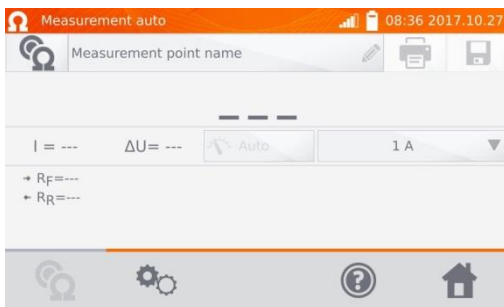 Measurement auto 08:36 2017.10.27
Measurement point name
---
I = --- ΔU= --- Auto 1 A
→ RF=---
← RR=---